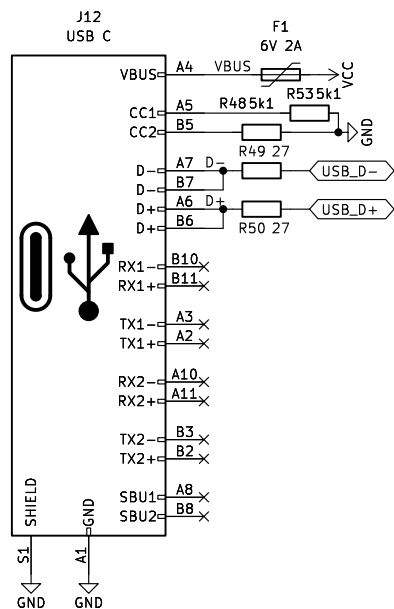 J12
USB C
F1
6V 2A
VBUS
A4
VBUS
VCC
R48 5k1
R53 5k1
CC1
A5
CC2
B5
GND
R49 27
D-
A7
D-
USB_D-
D-
B7
D+
A6
D+
USB_D+
D+
B6
R50 27
RX1-
B10
RX1+
B11
TX1-
A3
TX1+
A2
RX2-
A10
RX2+
A11
TX2-
B3
TX2+
B2
SBU1
A8
SBU2
B8
SHIELD
GND
S1
A1
GND
GND